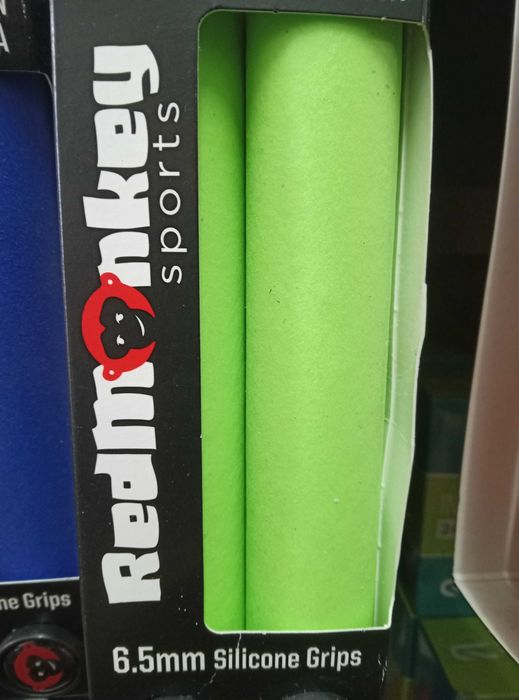 Redmonkey
sports
6.5mm Silicone Grips
ne Grips